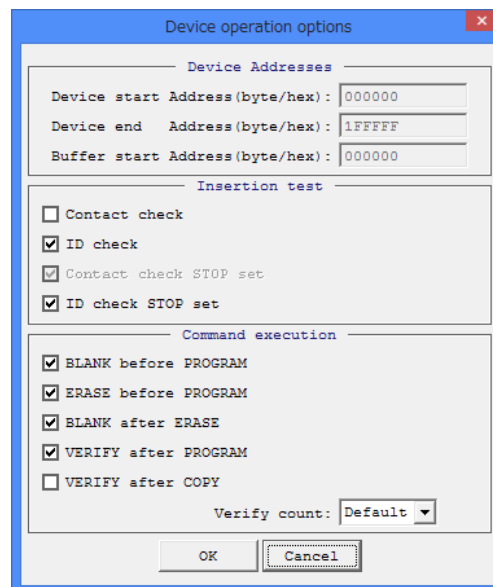 Device operation options
Device Addresses
Device start Address(byte/hex): 000000
Device end Address(byte/hex): 1FFFFF
Buffer start Address(byte/hex): 000000
Insertion test
Contact check
ID check
Contact check STOP set
ID check STOP set
Command execution
BLANK before PROGRAM
ERASE before PROGRAM
BLANK after ERASE
VERIFY after PROGRAM
VERIFY after COPY
Verify count: Default
OK Cancel